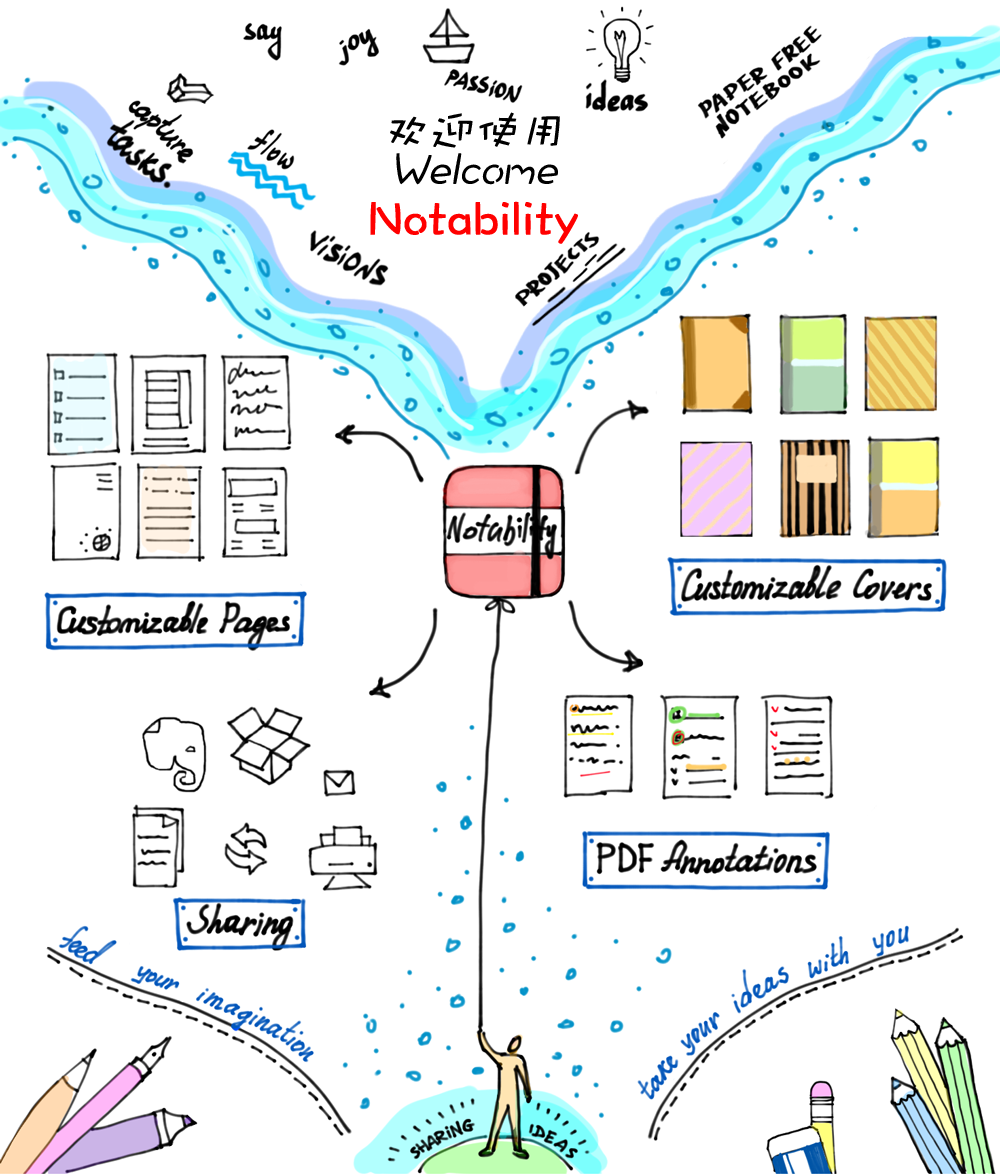 say
joy
PASSION
ideas
PAPER FREE
NOTEBOOK
capture
tasks.
flow
欢迎使用
Welcome
Notability
VISIONS
PROJECTS
Notability
Customizable Pages
Customizable Covers
Sharing
PDF Annotations
feed your imagination
take your ideas with you
SHARING IDEAS